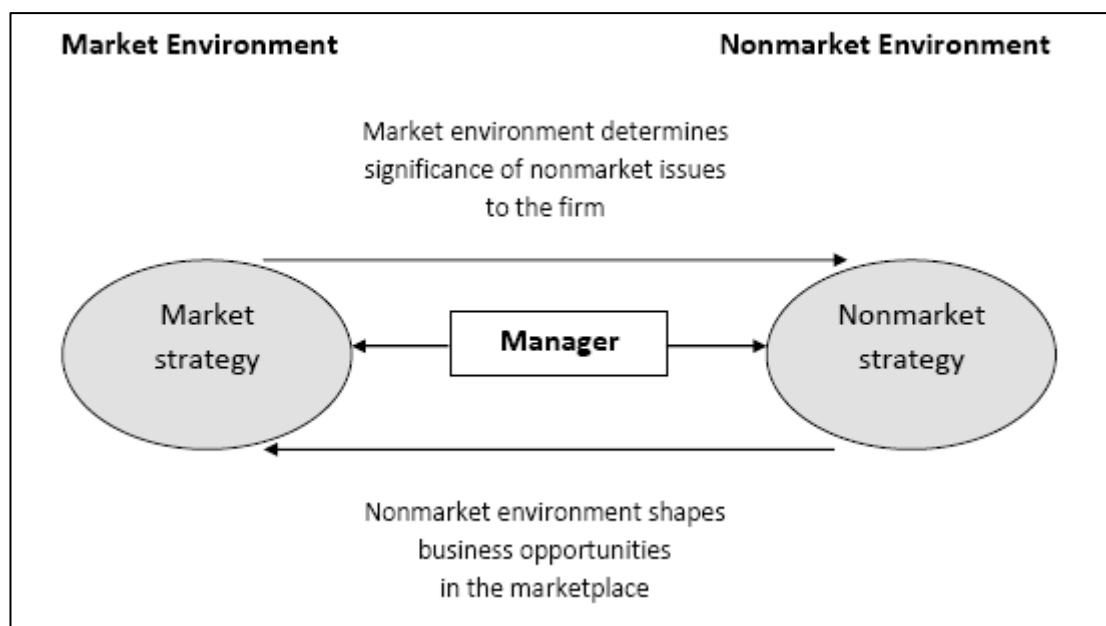 Market Environment
Nonmarket Environment
Market environment determines
significance of nonmarket issues
to the firm
Market
strategy
Manager
Nonmarket
strategy
Nonmarket environment shapes
business opportunities
in the marketplace